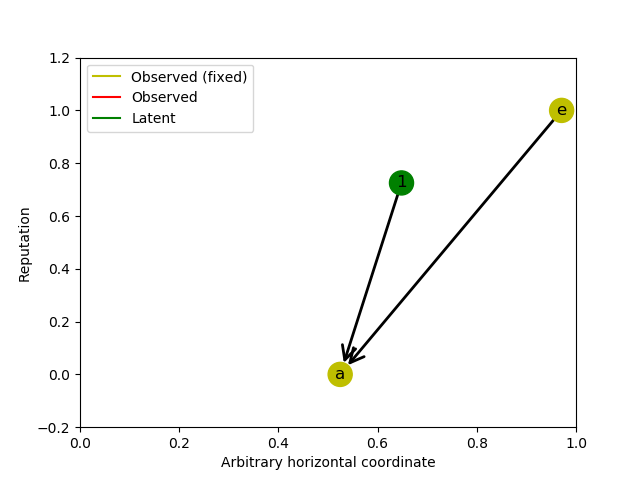 Observed (fixed)
Observed
Latent
Reputation
1.2
1.0
0.8
0.6
0.4
0.2
0.0
−0.2
e
1
a
0.0 0.2 0.4 0.6 0.8 1.0
Arbitrary horizontal coordinate